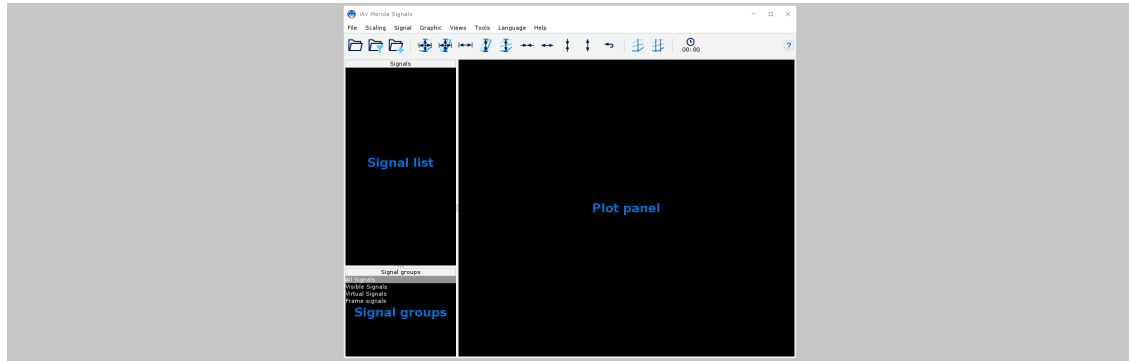 IAV Merida Signals
File Scaling Signal Graphic Views Tools Language Help
00:00
?
Signals
Signal list
Plot panel
Signal groups
All Signals
Visible Signals
Virtual Signals
Frame signals
Signal groups